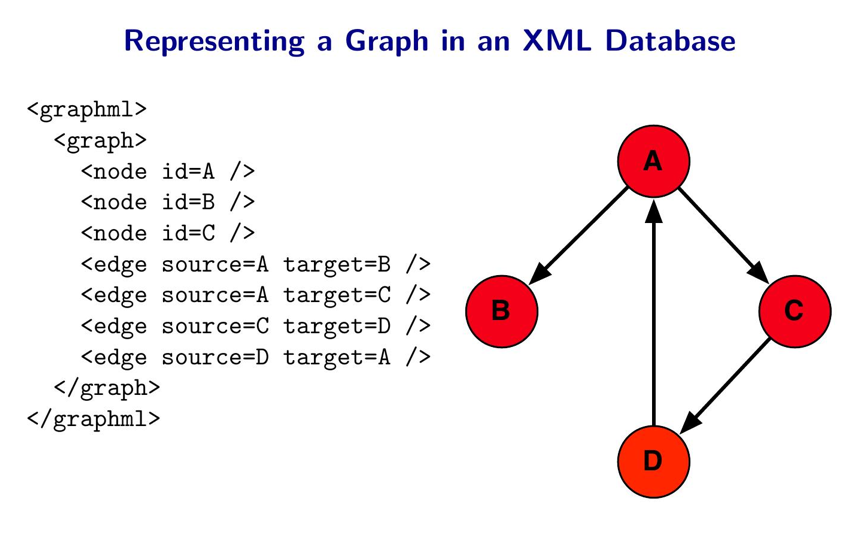 Representing a Graph in an XML Database
<graphml>
  <graph>
    <node id=A />
    <node id=B />
    <node id=C />
    <edge source=A target=B />
    <edge source=A target=C />
    <edge source=C target=D />
    <edge source=D target=A />
  </graph>
</graphml>
A
B
C
D